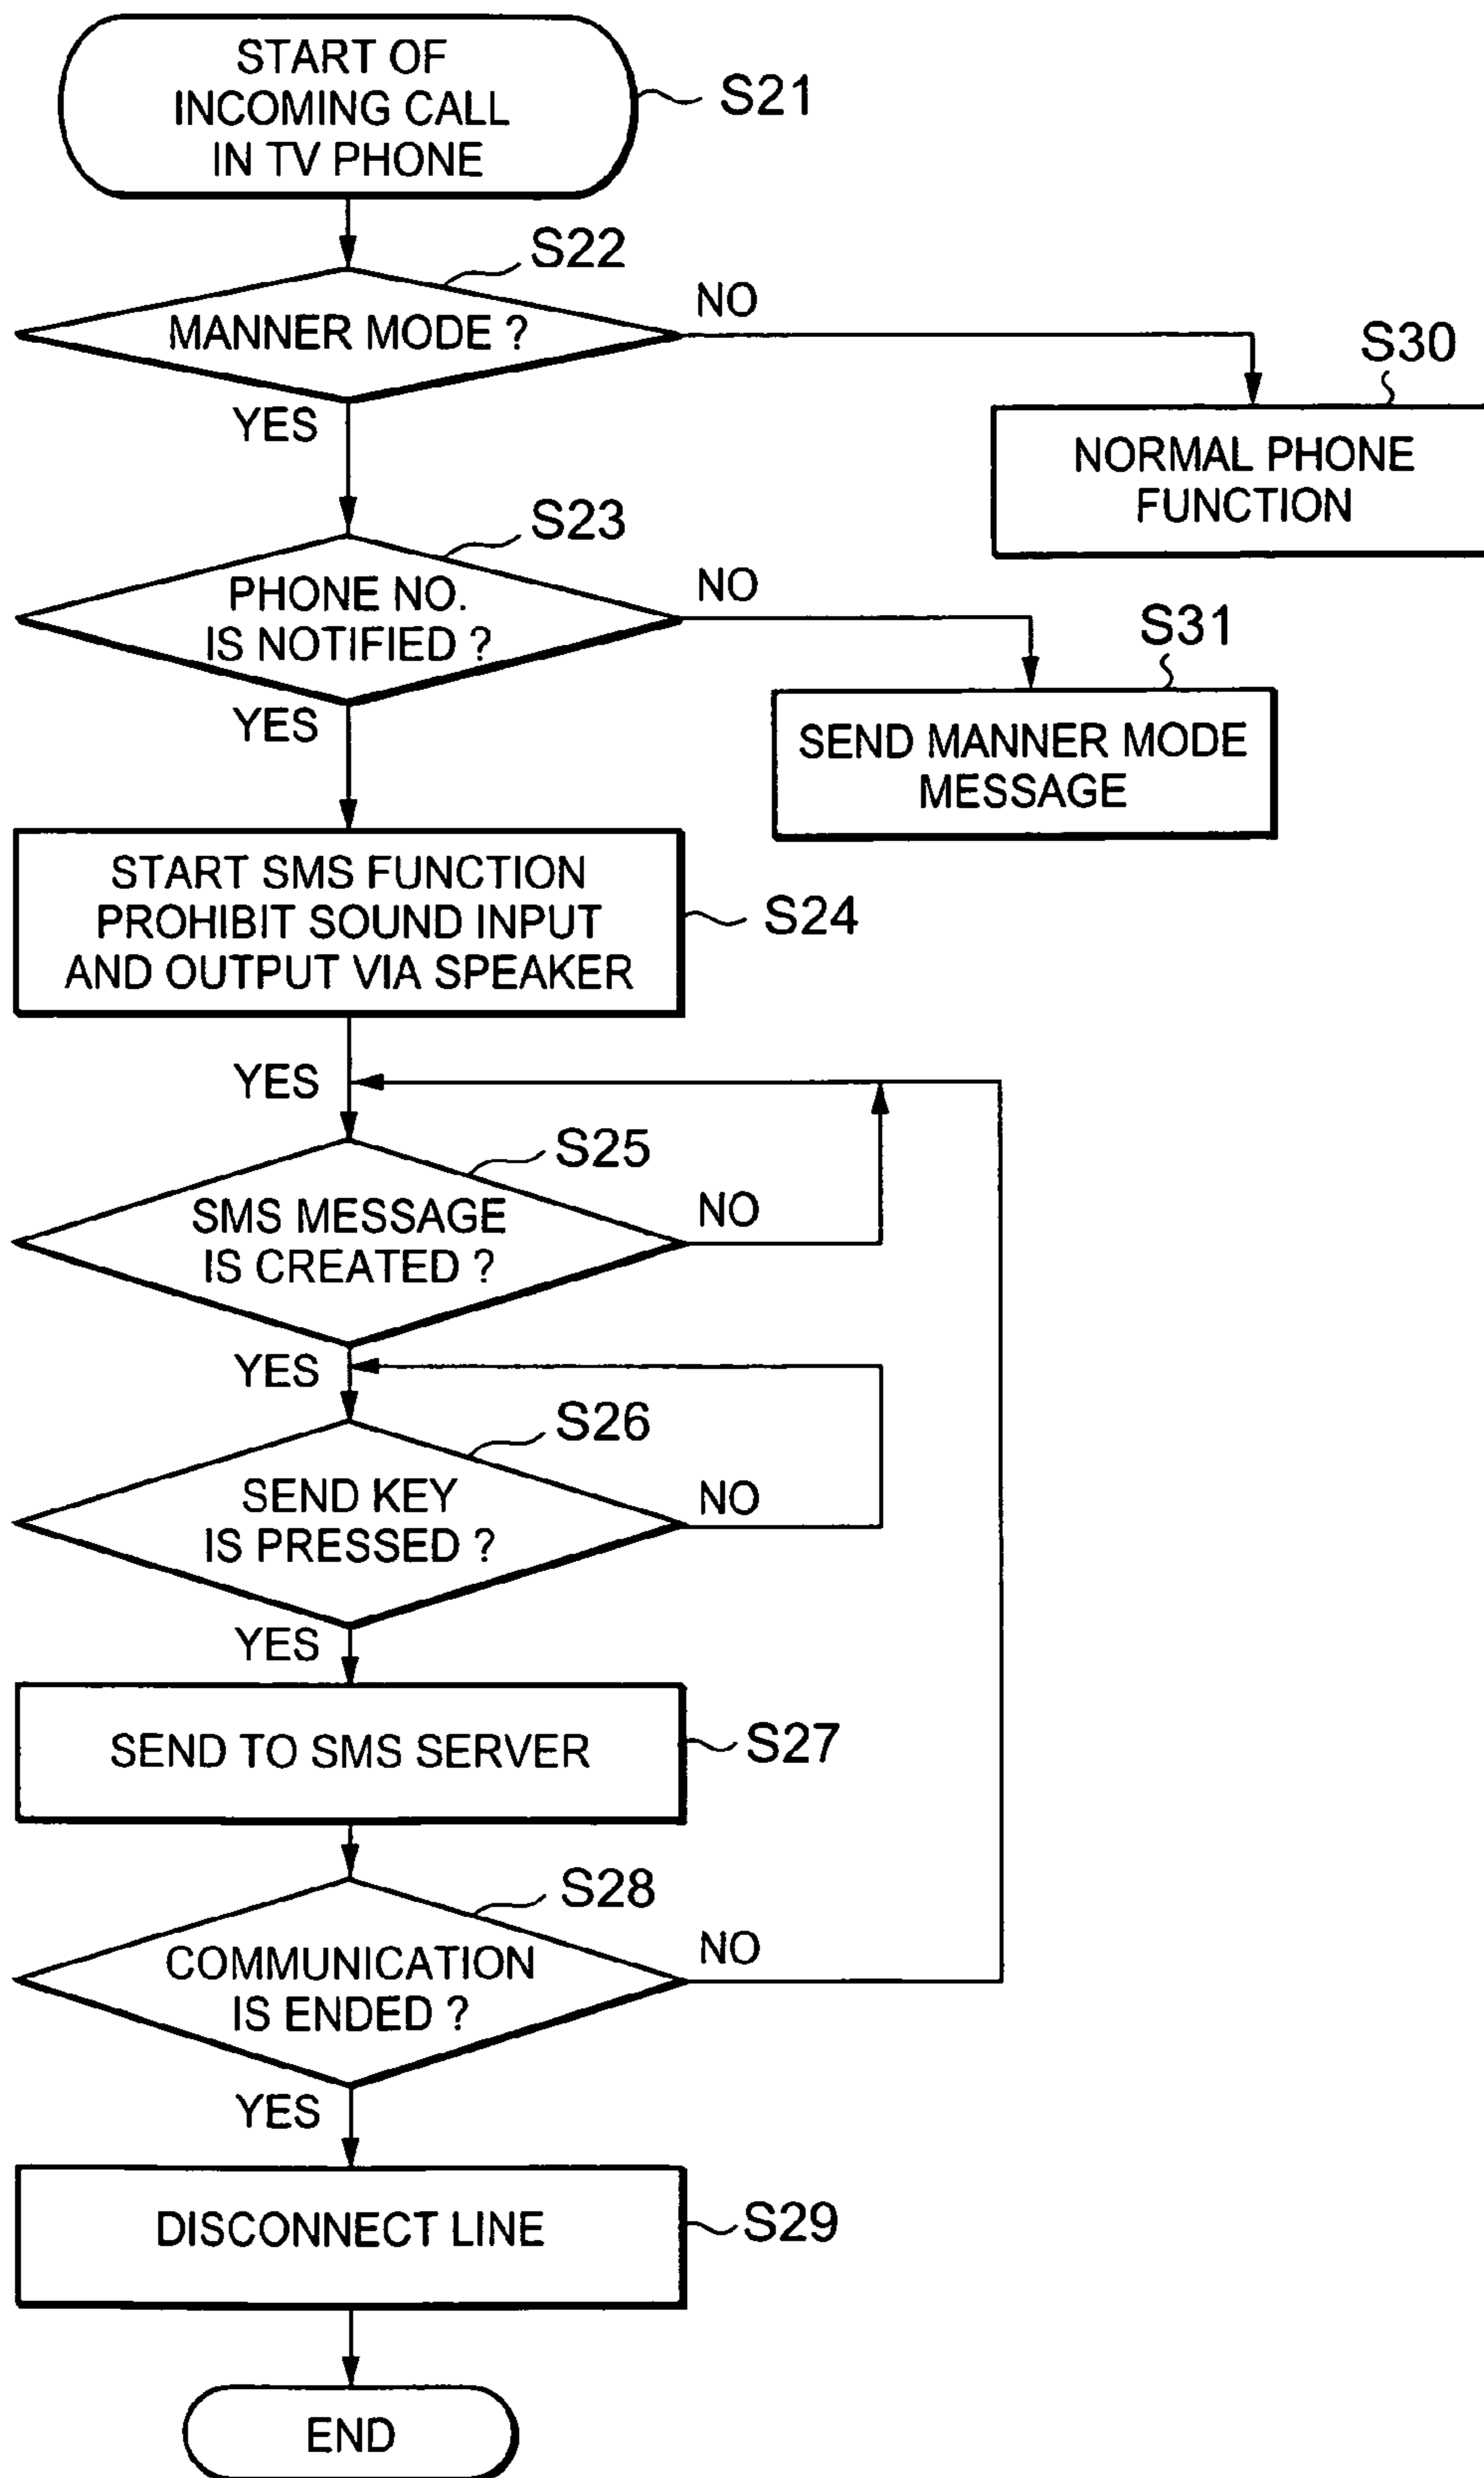 START OF
INCOMING CALL
IN TV PHONE
S21
S22
MANNER MODE ?
NO
YES
S30
NORMAL PHONE
FUNCTION
S23
PHONE NO.
IS NOTIFIED ?
NO
YES
S31
SEND MANNER MODE
MESSAGE
START SMS FUNCTION
PROHIBIT SOUND INPUT
AND OUTPUT VIA SPEAKER
S24
YES
S25
SMS MESSAGE
IS CREATED ?
NO
YES
S26
SEND KEY
IS PRESSED ?
NO
YES
SEND TO SMS SERVER
S27
S28
COMMUNICATION
IS ENDED ?
NO
YES
DISCONNECT LINE
S29
END